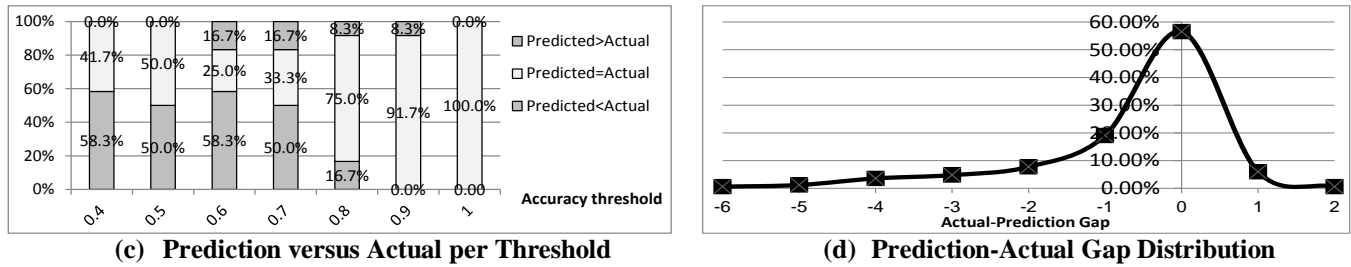 100%
80%
60%
40%
20%
0%
0.0% 0.0% 16.7% 16.7% 8.3% 8.3% 0.0%
41.7% 50.0% 25.0% 33.3% 75.0% 91.7% 100.0%
58.3% 50.0% 58.3% 50.0% 16.7% 0.0% 0.00
0.4 0.5 0.6 0.7 0.8 0.9 1
Accuracy threshold
Predicted>Actual
Predicted=Actual
Predicted<Actual
(c) Prediction versus Actual per Threshold
60.00%
50.00%
40.00%
30.00%
20.00%
10.00%
0.00%
-6 -5 -4 -3 -2 -1 0 1 2
Actual-Prediction Gap
(d) Prediction-Actual Gap Distribution